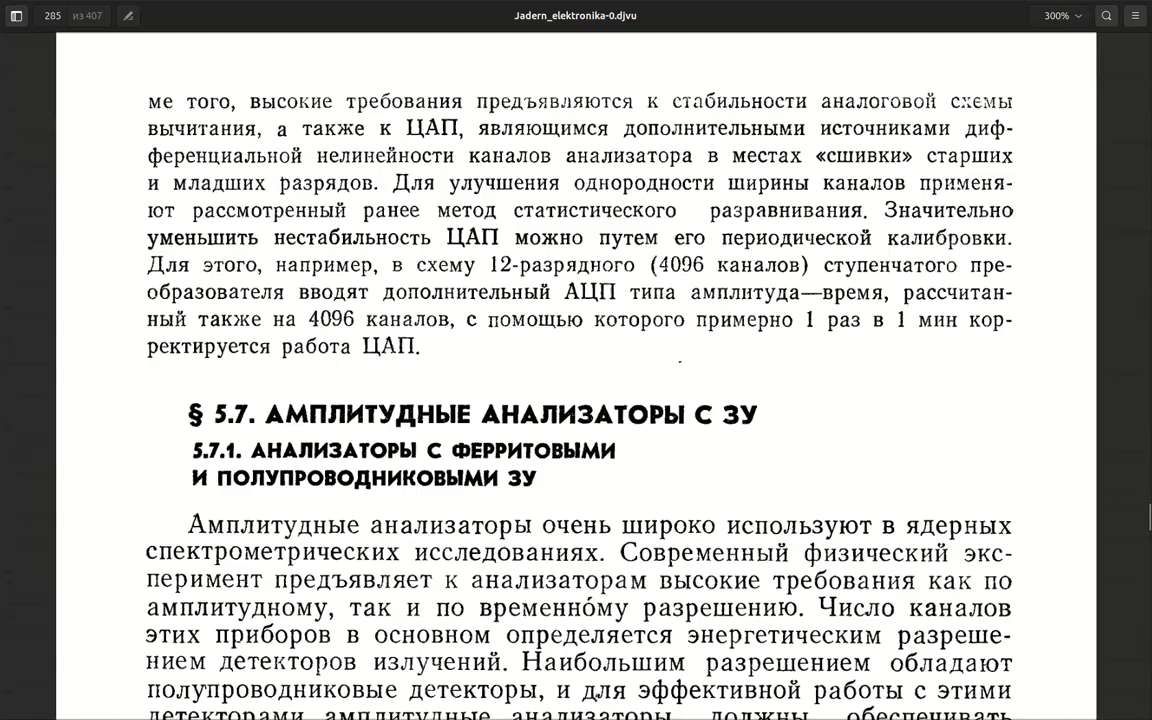 285 из 407 Jadern_elektronika-0.djvu 300%
ме того, высокие требования предъявляются к стабильности аналоговой схемы
вычитания, а также к ЦАП, являющимся дополнительными источниками диф-
ференциальной нелинейности каналов анализатора в местах «сшивки» старших
и младших разрядов. Для улучшения однородности ширины каналов применя-
ют рассмотренный ранее метод статистического разравнивания. Значительно
уменьшить нестабильность ЦАП можно путем его периодической калибровки.
Для этого, например, в схему 12-разрядного (4096 каналов) ступенчатого пре-
образователя вводят дополнительный АЦП типа амплитуда—время, рассчитан-
ный также на 4096 каналов, с помощью которого примерно 1 раз в 1 мин кор-
ректируется работа ЦАП.
§ 5.7. АМПЛИТУДНЫЕ АНАЛИЗАТОРЫ С ЗУ
5.7.1. АНАЛИЗАТОРЫ С ФЕРРИТОВЫМИ
И ПОЛУПРОВОДНИКОВЫМИ ЗУ
Амплитудные анализаторы очень широко используют в ядерных
спектрометрических исследованиях. Современный физический экс-
перимент предъявляет к анализаторам высокие требования как по
амплитудному, так и по временно́му разрешению. Число каналов
этих приборов в основном определяется энергетическим разреше-
нием детекторов излучений. Наибольшим разрешением обладают
полупроводниковые детекторы, и для эффективной работы с этими
детекторами амплитудные анализаторы должны обеспечивать